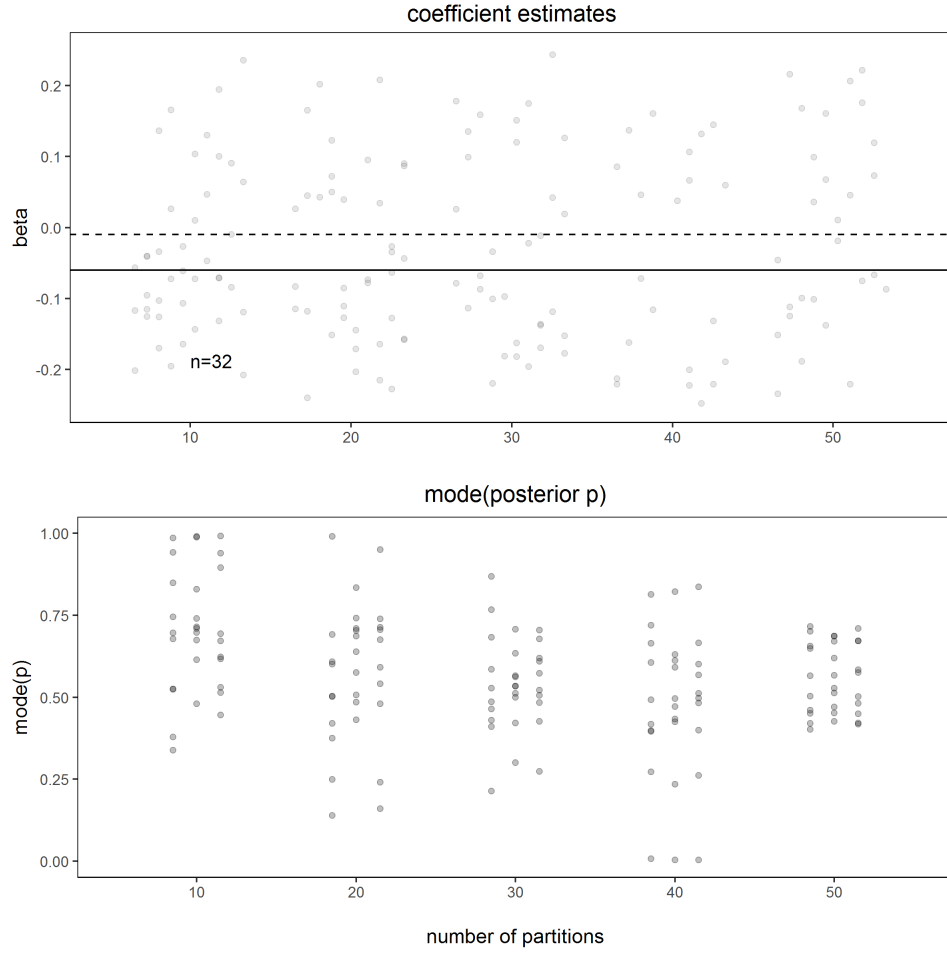 coefficient estimates
beta
0.2
0.1
0.0
-0.1
-0.2
n=32
10 20 30 40 50
mode(posterior p)
mode(p)
1.00
0.75
0.50
0.25
0.00
10 20 30 40 50
number of partitions